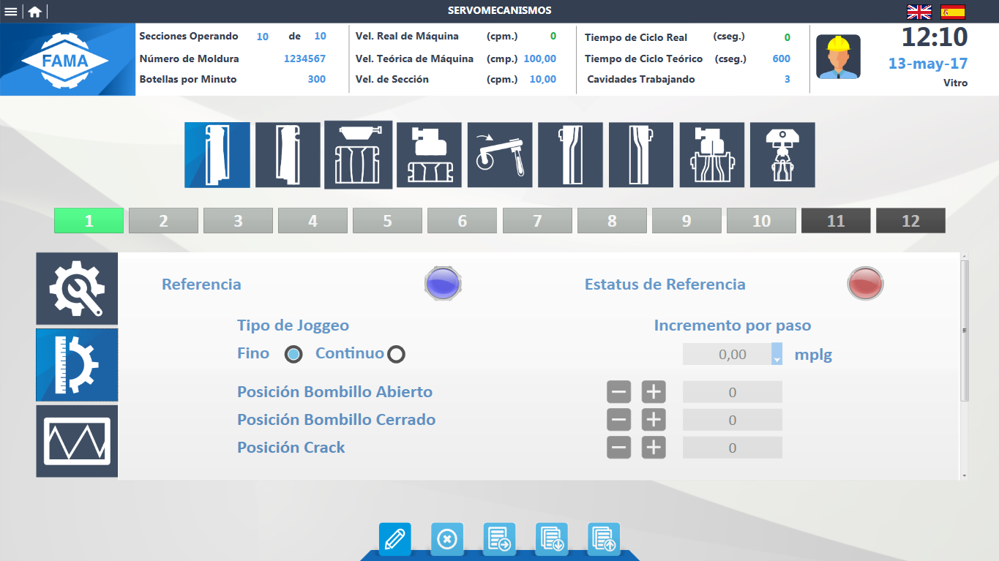 SERVOMECANISMOS
FAMA
Secciones Operando 10 de 10
Número de Moldura 1234567
Botellas por Minuto 300
Vel. Real de Máquina (cpm.) 0
Vel. Teórica de Máquina (cmp.) 100,00
Vel. de Sección (cpm.) 10,00
Tiempo de Ciclo Real (cseg.) 0
Tiempo de Ciclo Teórico (cseg.) 600
Cavidades Trabajando 3
12:10
13-may-17
Vitro
1 2 3 4 5 6 7 8 9 10 11 12
Referencia Estatus de Referencia
Tipo de Joggeo Incremento por paso
Fino Continuo 0,00 mplg
Posición Bombillo Abierto 0
Posición Bombillo Cerrado 0
Posición Crack 0